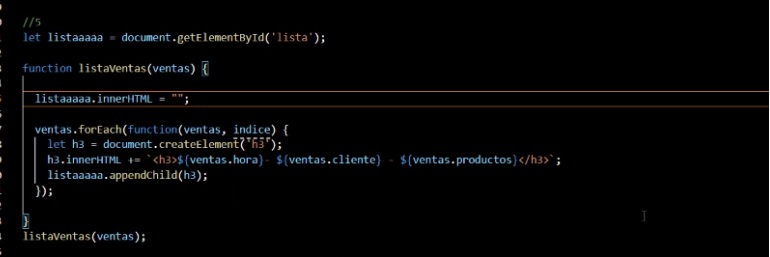 //5
let listaaaaa = document.getElementById('lista');
function listaVentas(ventas) {
listaaaaa.innerHTML = "";
ventas.forEach(function(ventas, indice) {
let h3 = document.createElement("h3");
h3.innerHTML += `<h3>${ventas.hora}- ${ventas.cliente} - ${ventas.productos}</h3>`;
listaaaaa.appendChild(h3);
});
}
listaVentas(ventas);